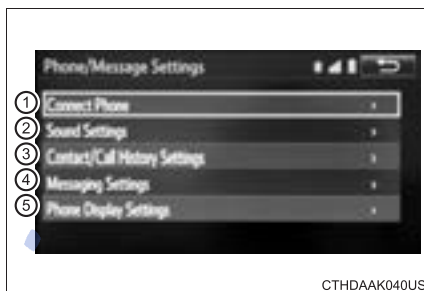 Phone/Message Settings
1 Connect Phone
2 Sound Settings
3 Contact/Call History Settings
4 Messaging Settings
5 Phone Display Settings
CTHDAAK040US